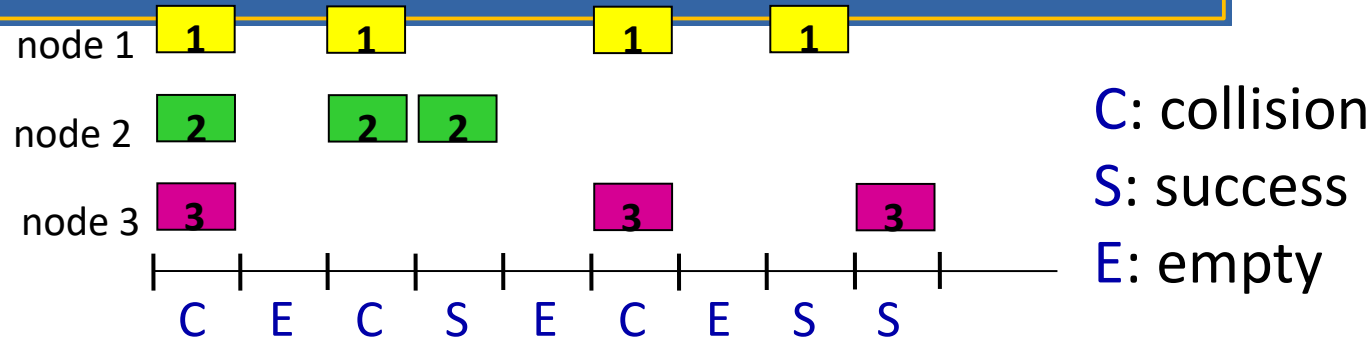 node 1 1 1 1 1
node 2 2 2 2
node 3 3 3 3
C E C S E C E S S
C: collision
S: success
E: empty